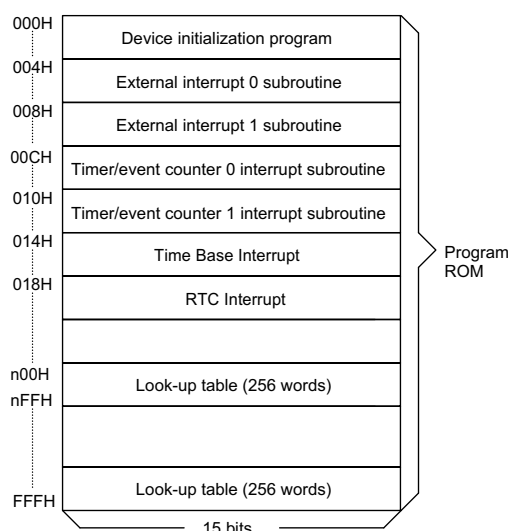 000H
Device initialization program
004H
External interrupt 0 subroutine
008H
External interrupt 1 subroutine
00CH
Timer/event counter 0 interrupt subroutine
010H
Timer/event counter 1 interrupt subroutine
014H
Time Base Interrupt
018H
RTC Interrupt
Program
ROM
n00H
Look-up table (256 words)
nFFH
Look-up table (256 words)
FFFH
15 bits